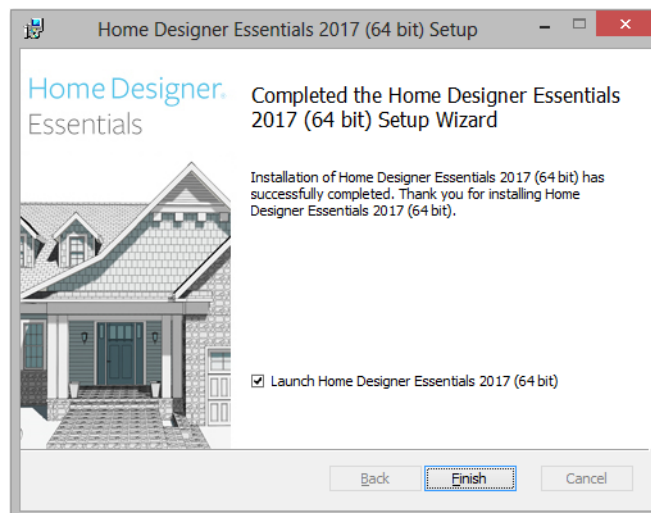 Home Designer Essentials 2017 (64 bit) Setup
Home Designer®
Essentials
Completed the Home Designer Essentials
2017 (64 bit) Setup Wizard
Installation of Home Designer Essentials 2017 (64 bit) has
successfully completed. Thank you for installing Home
Designer Essentials 2017 (64 bit).
Launch Home Designer Essentials 2017 (64 bit)
Back Finish Cancel